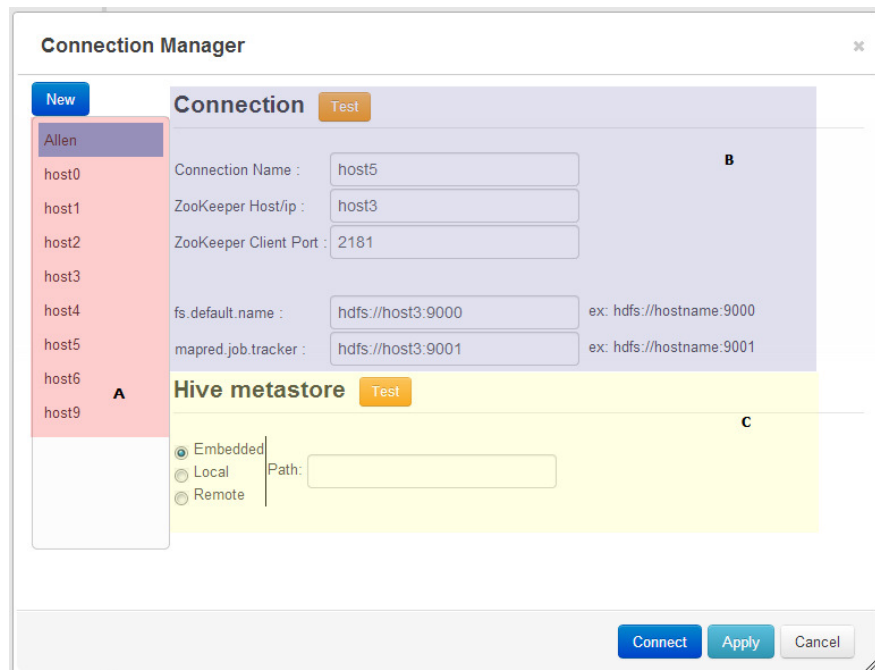 Connection Manager ×
New
Allen
host0
host1
host2
host3
host4
host5
host6
host9
A
Connection Test
B
Connection Name : host5
ZooKeeper Host/ip : host3
ZooKeeper Client Port : 2181
fs.default.name : hdfs://host3:9000 ex: hdfs://hostname:9000
mapred.job.tracker : hdfs://host3:9001 ex: hdfs://hostname:9001
Hive metastore Test
C
Embedded
Local
Remote
Path:
Connect Apply Cancel